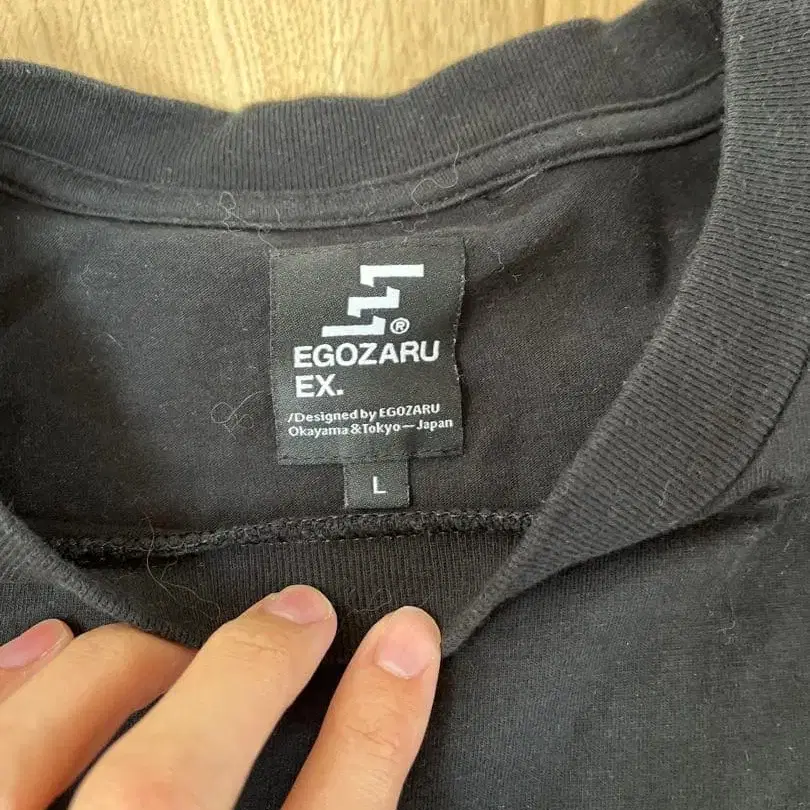 ®
EGOZARU
EX.
/Designed by EGOZARU
Okayama&Tokyo—Japan
L